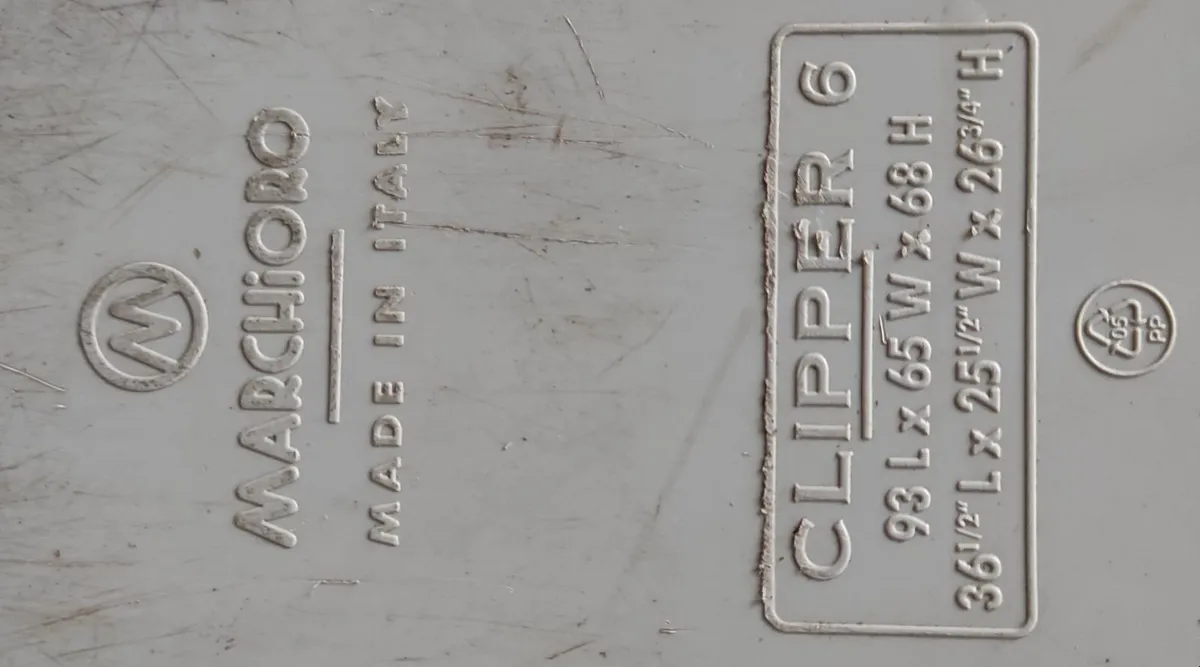 M
MARCHiORO
MADE IN ITALY
CLIPPER 6
93 L x 65 W x 68 H
36 1/2" L x 25 1/2" W x 26 3/4" H
05
PP